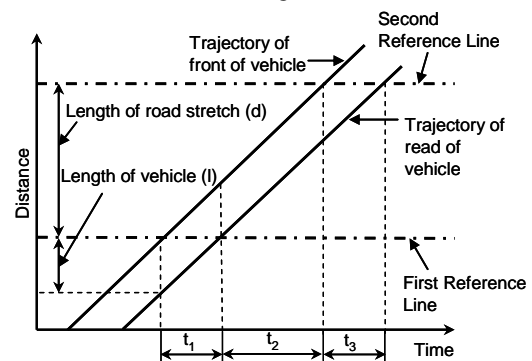 Second
Reference Line
Trajectory of
front of vehicle
Length of road stretch (d)
Trajectory of
read of
vehicle
Length of vehicle (l)
Distance
First Reference
Line
t1
t2
t3
Time